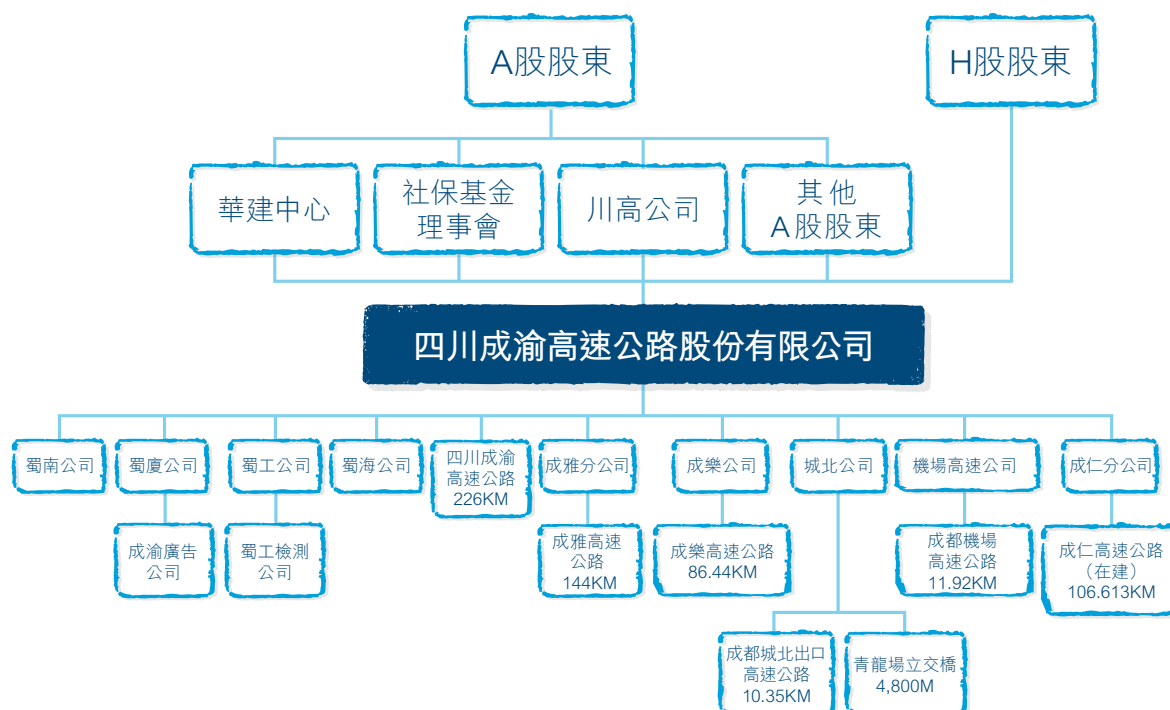 A股股東
H股股東
華建中心
社保基金
理事會
川高公司
其他
A股股東
四川成渝高速公路股份有限公司
蜀南公司
蜀廈公司
蜀工公司
蜀海公司
四川成渝
高速公路
226KM
成雅分公司
成樂公司
城北公司
機場高速公司
成仁分公司
成渝廣告
公司
蜀工檢測
公司
成雅高速
公路
144KM
成樂高速公路
86.44KM
成都機場
高速公路
11.92KM
成仁高速公路
（在建）
106.613KM
成都城北出口
高速公路
10.35KM
青龍場立交橋
4,800M